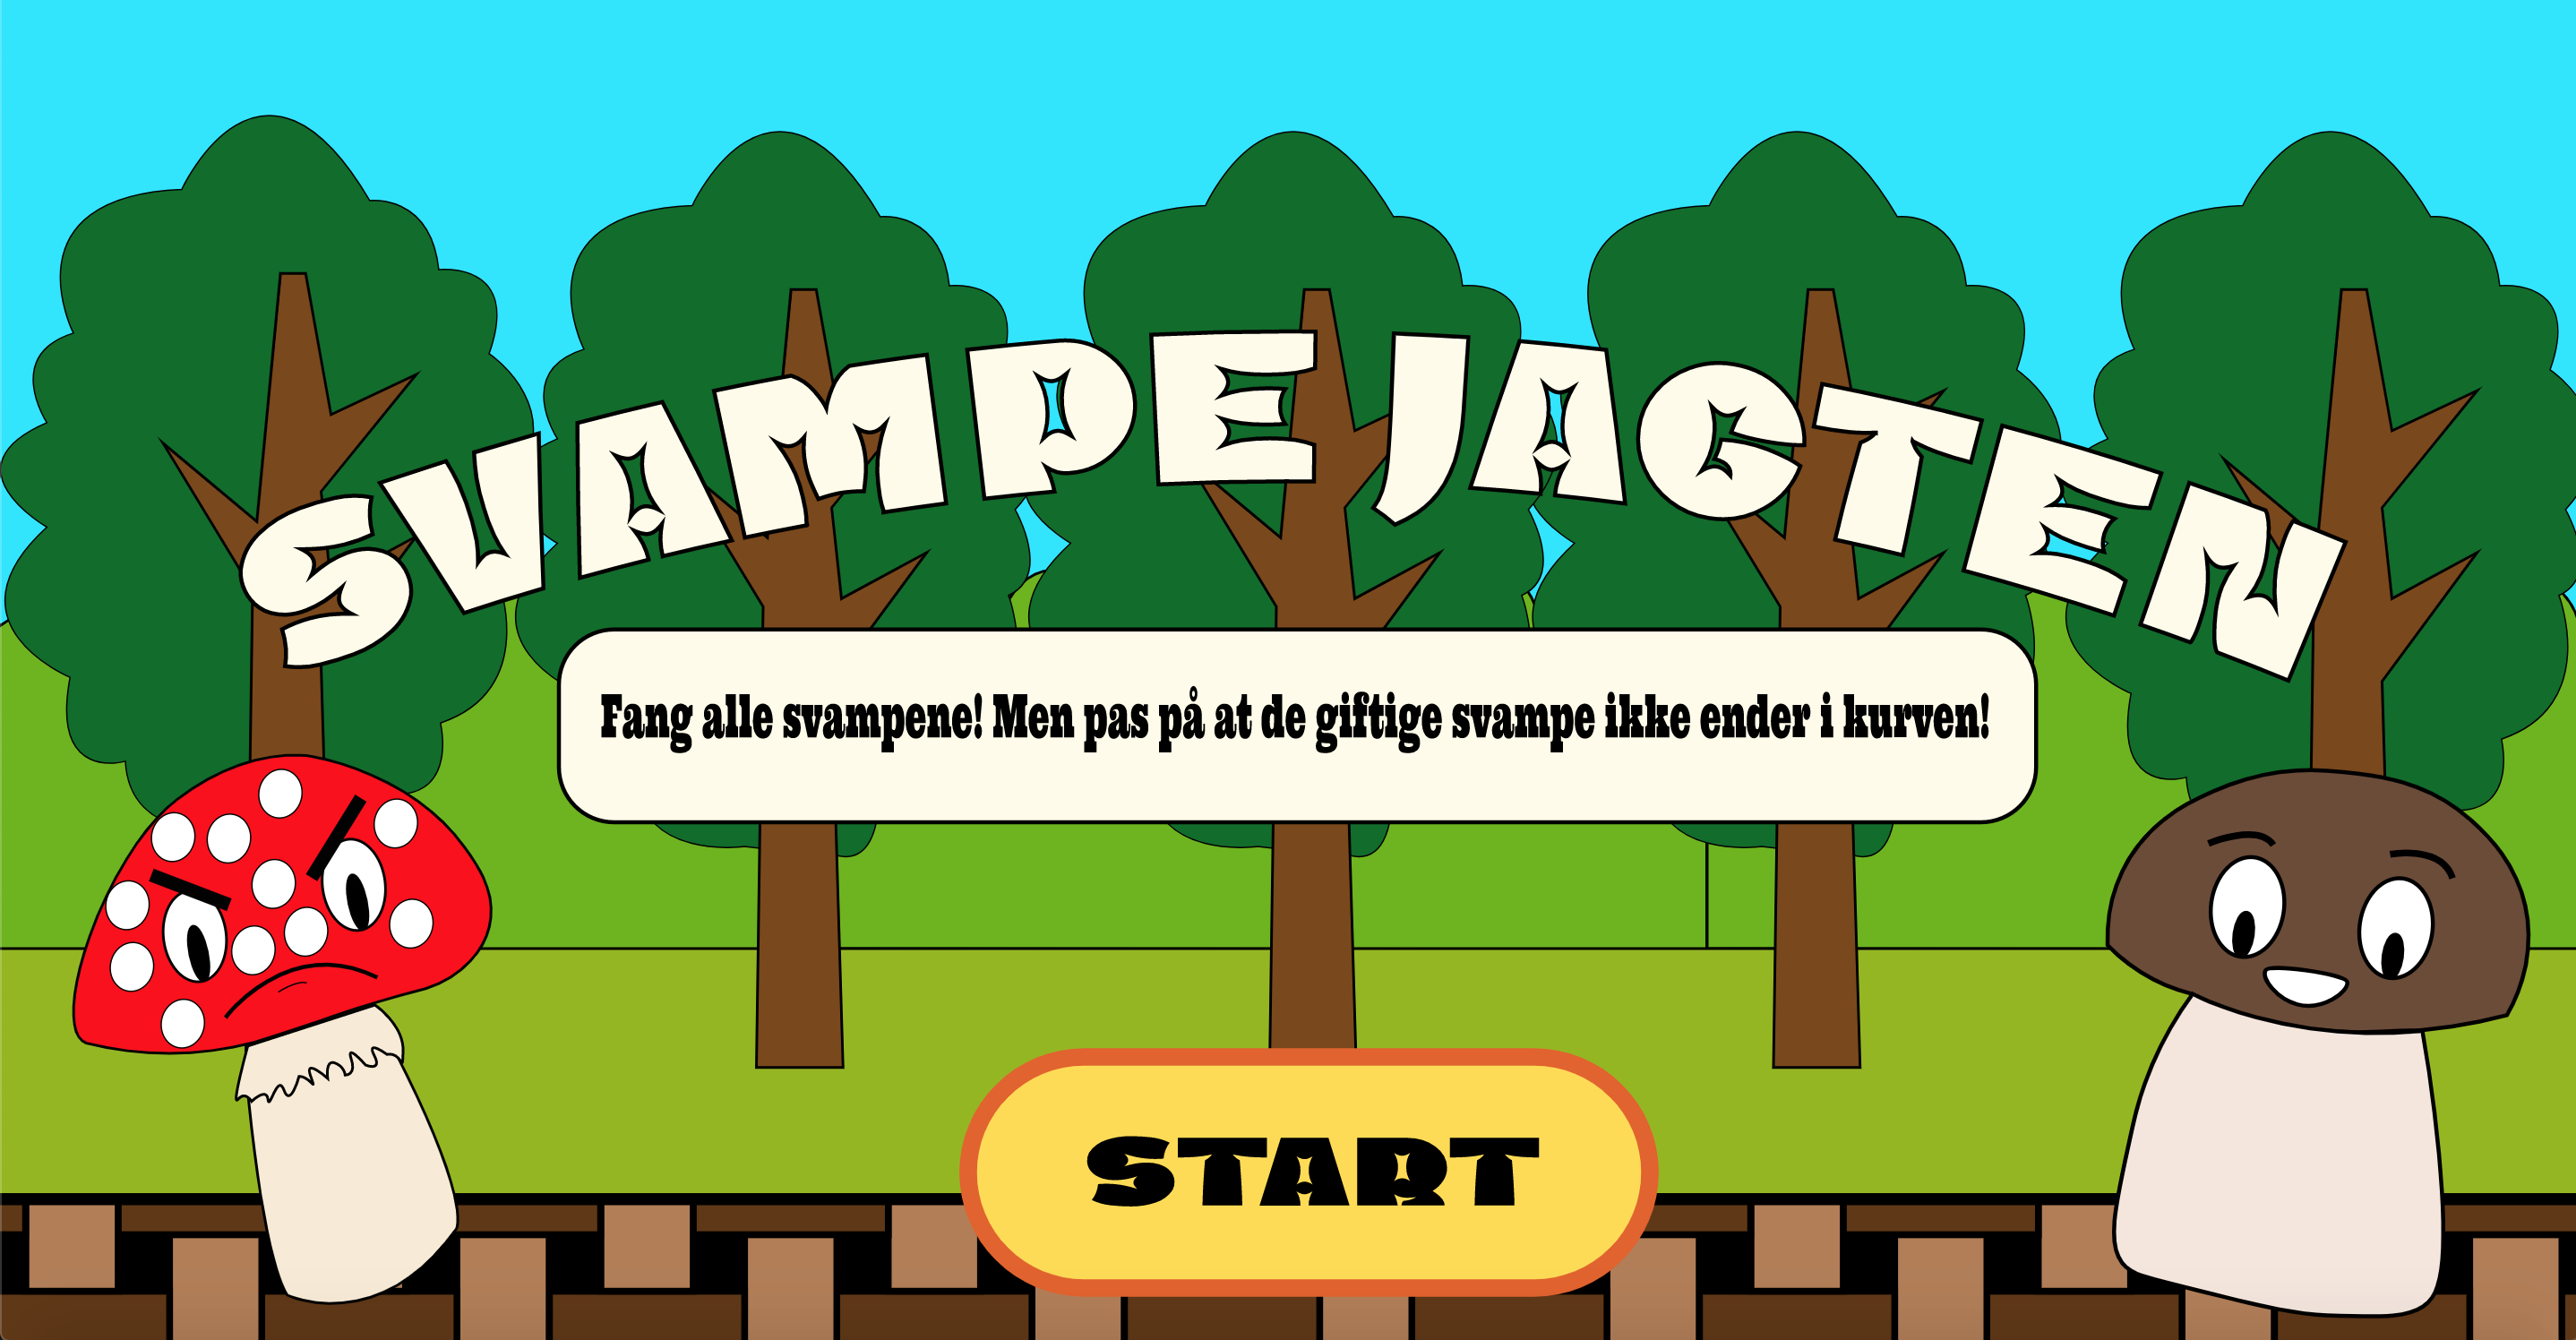 SVAMPEJAGTEN
Fang alle svampene! Men pas på at de giftige svampe ikke ender i kurven!
START